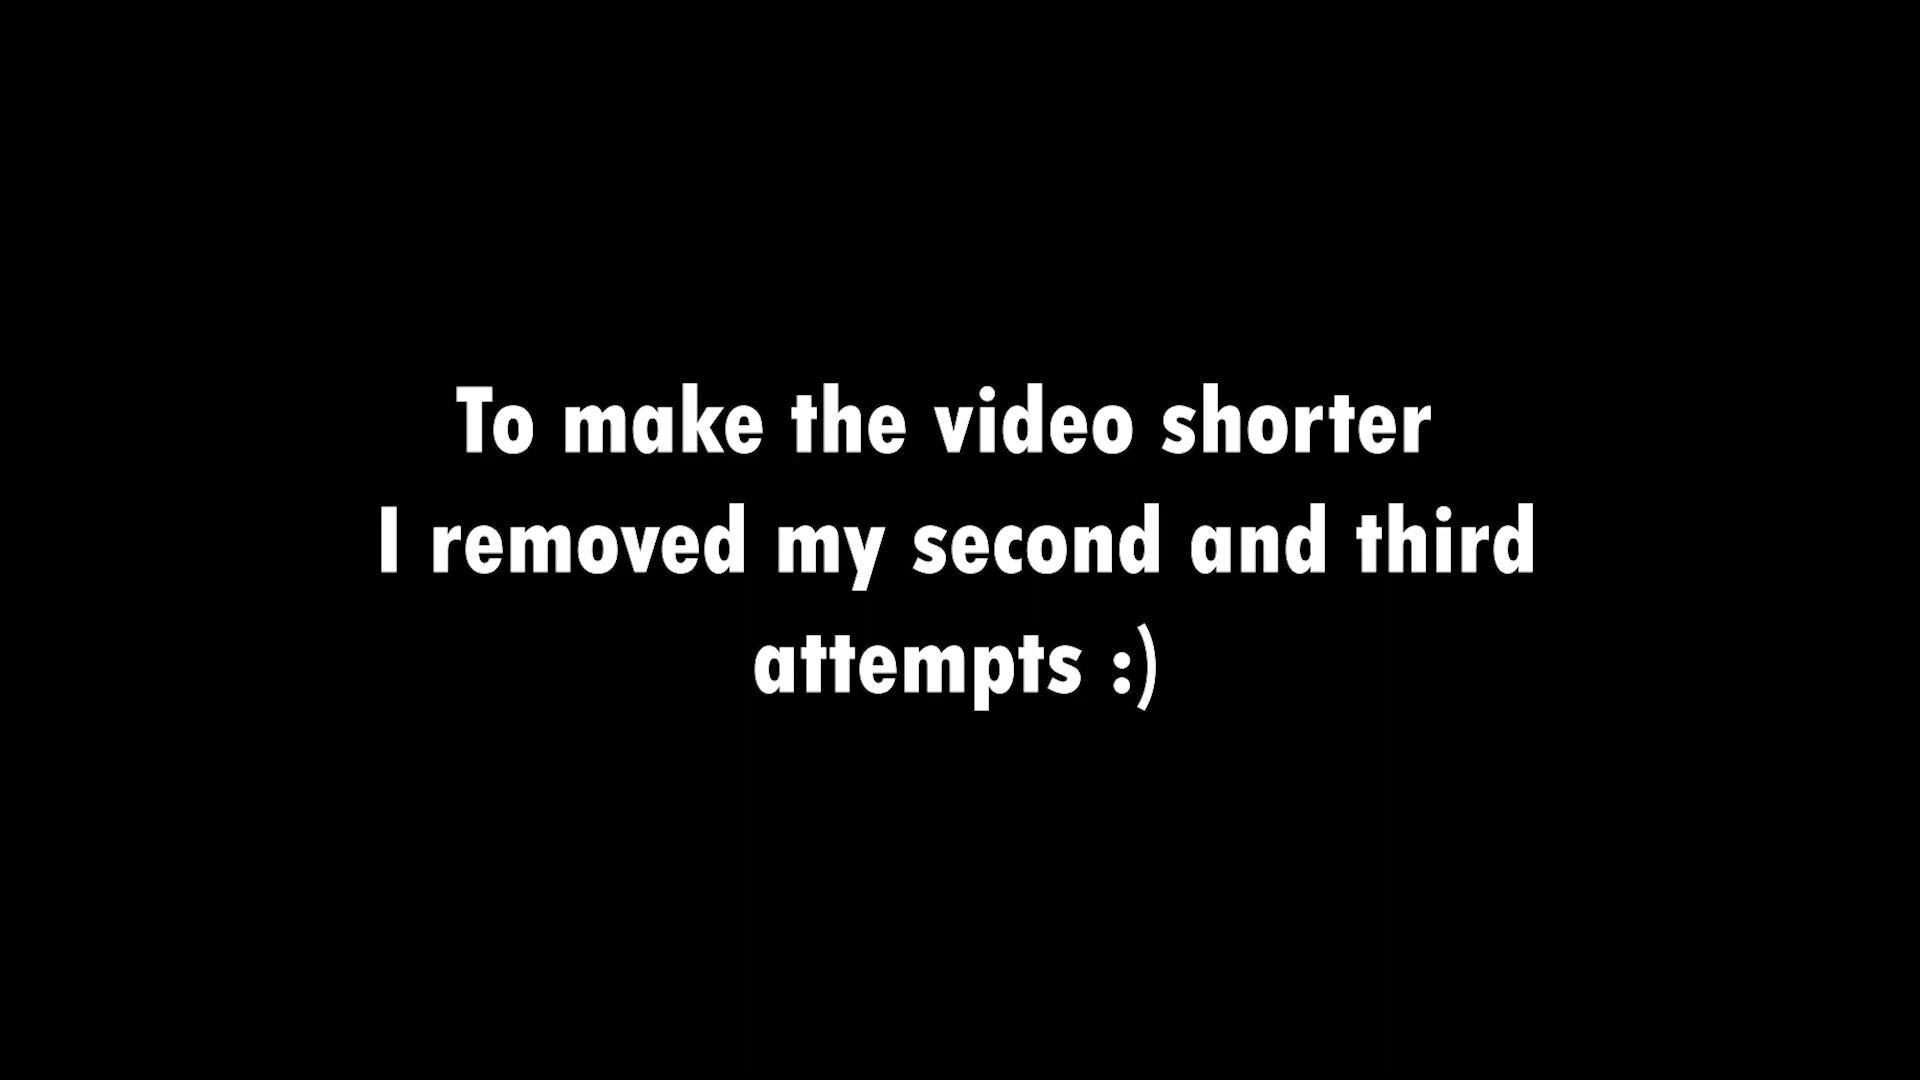 To make the video shorter
I removed my second and third
attempts :)